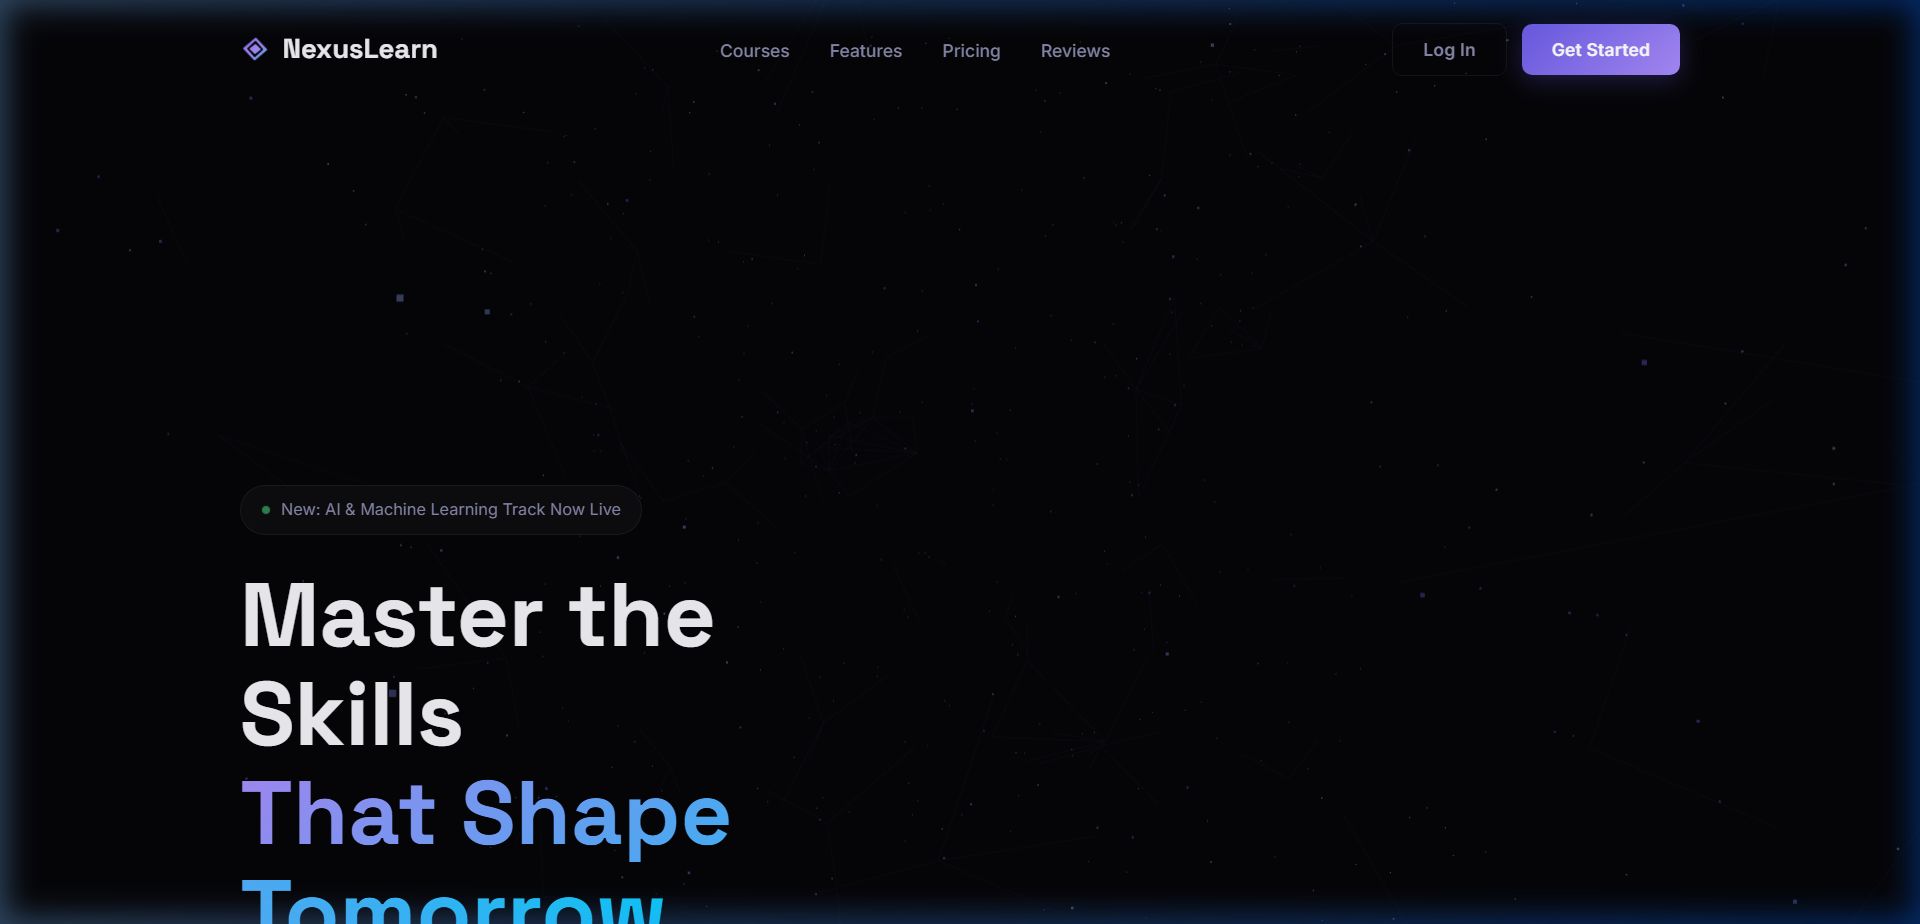 NexusLearn
Courses
Features
Pricing
Reviews
Log In
Get Started
New: AI & Machine Learning Track Now Live
Master the
Skills
That Shape
Tomorrow